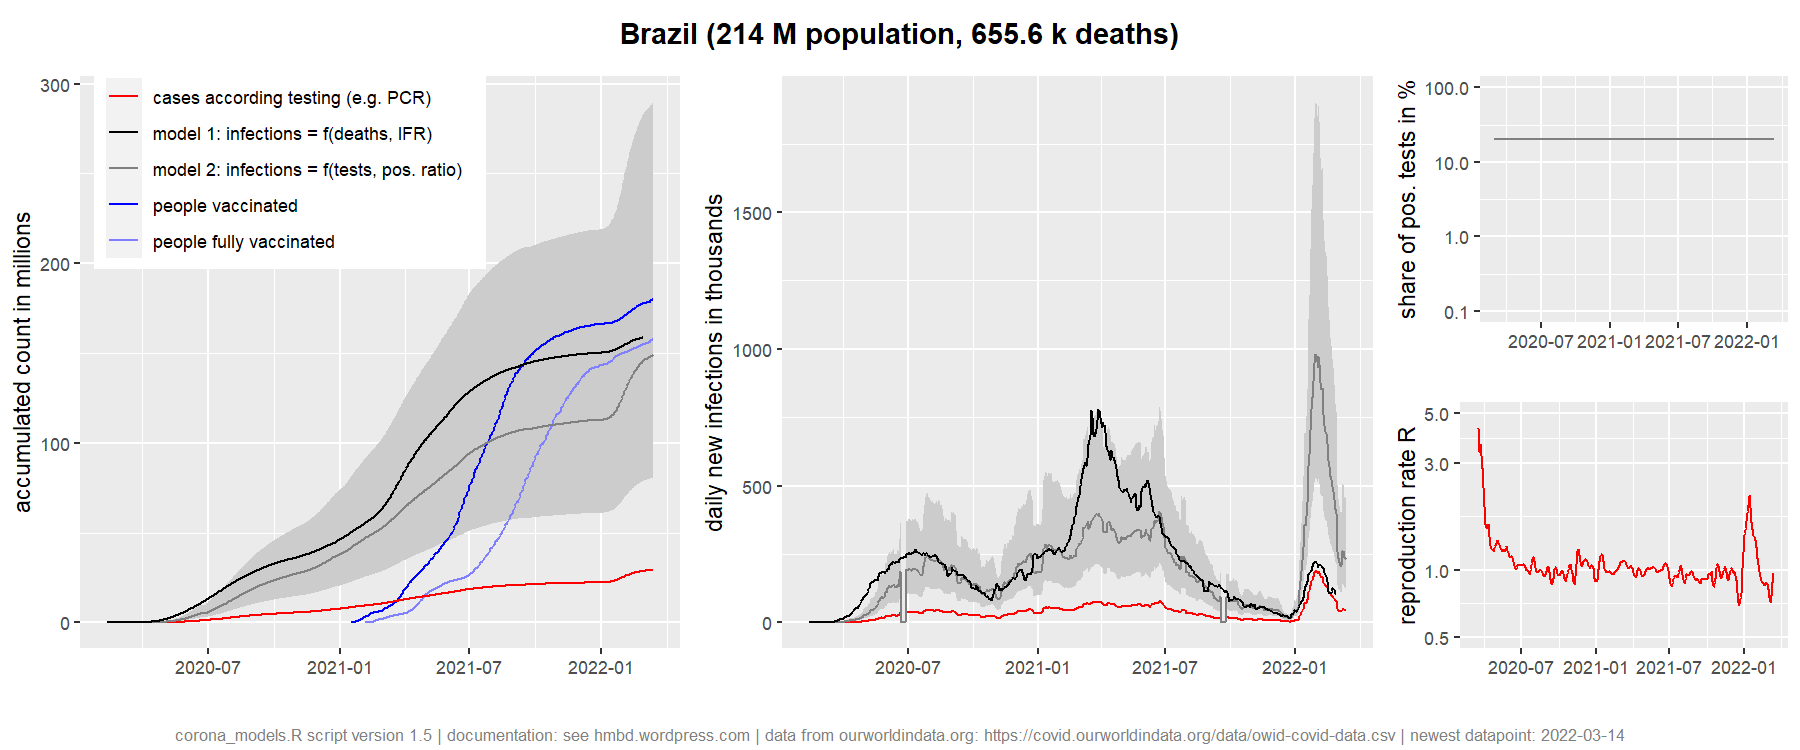 Brazil (214 M population, 655.6 k deaths)
accumulated count in millions
300
200
100
0
cases according testing (e.g. PCR)
model 1: infections = f(deaths, IFR)
model 2: infections = f(tests, pos. ratio)
people vaccinated
people fully vaccinated
2020-07 2021-01 2021-07 2022-01
daily new infections in thousands
1500
1000
500
0
2020-07 2021-01 2021-07 2022-01
share of pos. tests in %
100.0
10.0
1.0
0.1
2020-07 2021-01 2021-07 2022-01
reproduction rate R
5.0
3.0
1.0
0.5
2020-07 2021-01 2021-07 2022-01
corona_models.R script version 1.5 | documentation: see hmbd.wordpress.com | data from ourworldindata.org: https://covid.ourworldindata.org/data/owid-covid-data.csv | newest datapoint: 2022-03-14